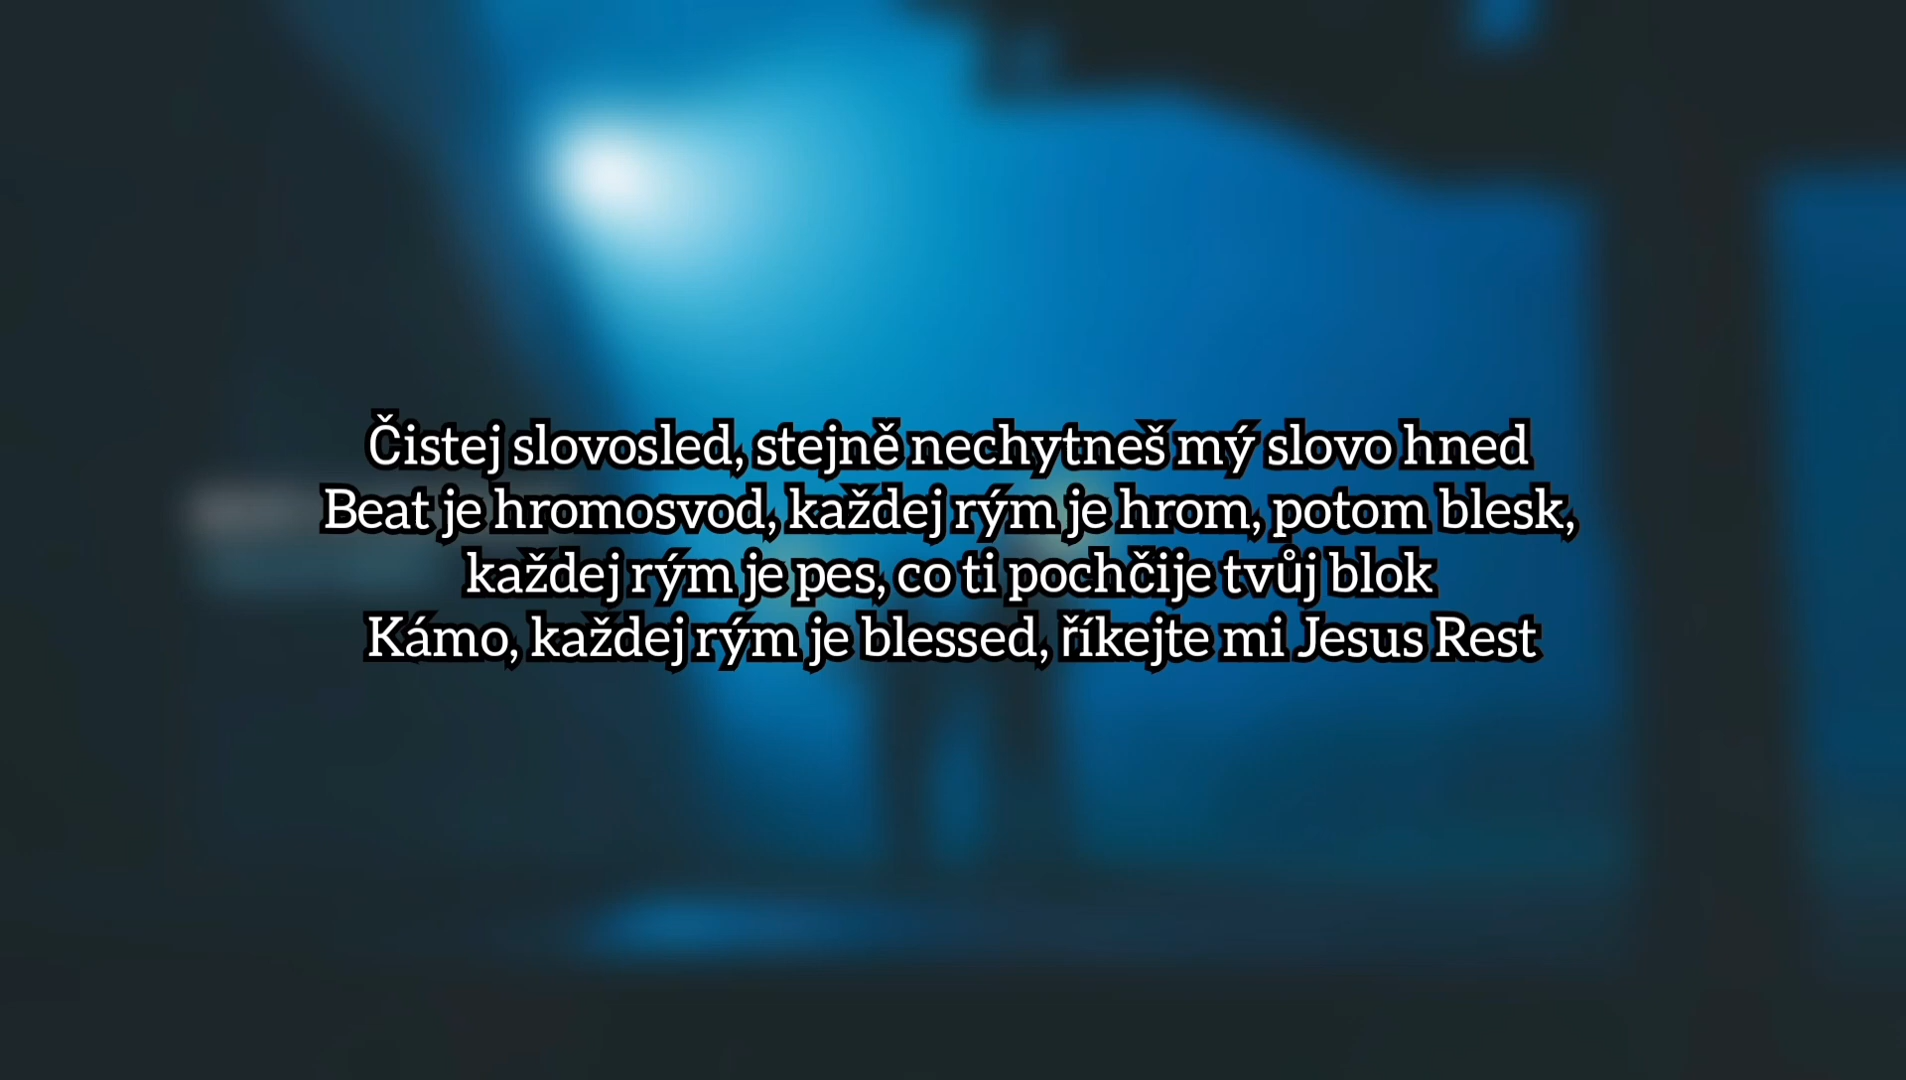 Čistej slovosled, stejně nechytneš mý slovo hned
Beat je hromosvod, každej rým je hrom, potom blesk,
každej rým je pes, co ti pochčije tvůj blok
Kámo, každej rým je blessed, říkejte mi Jesus Rest